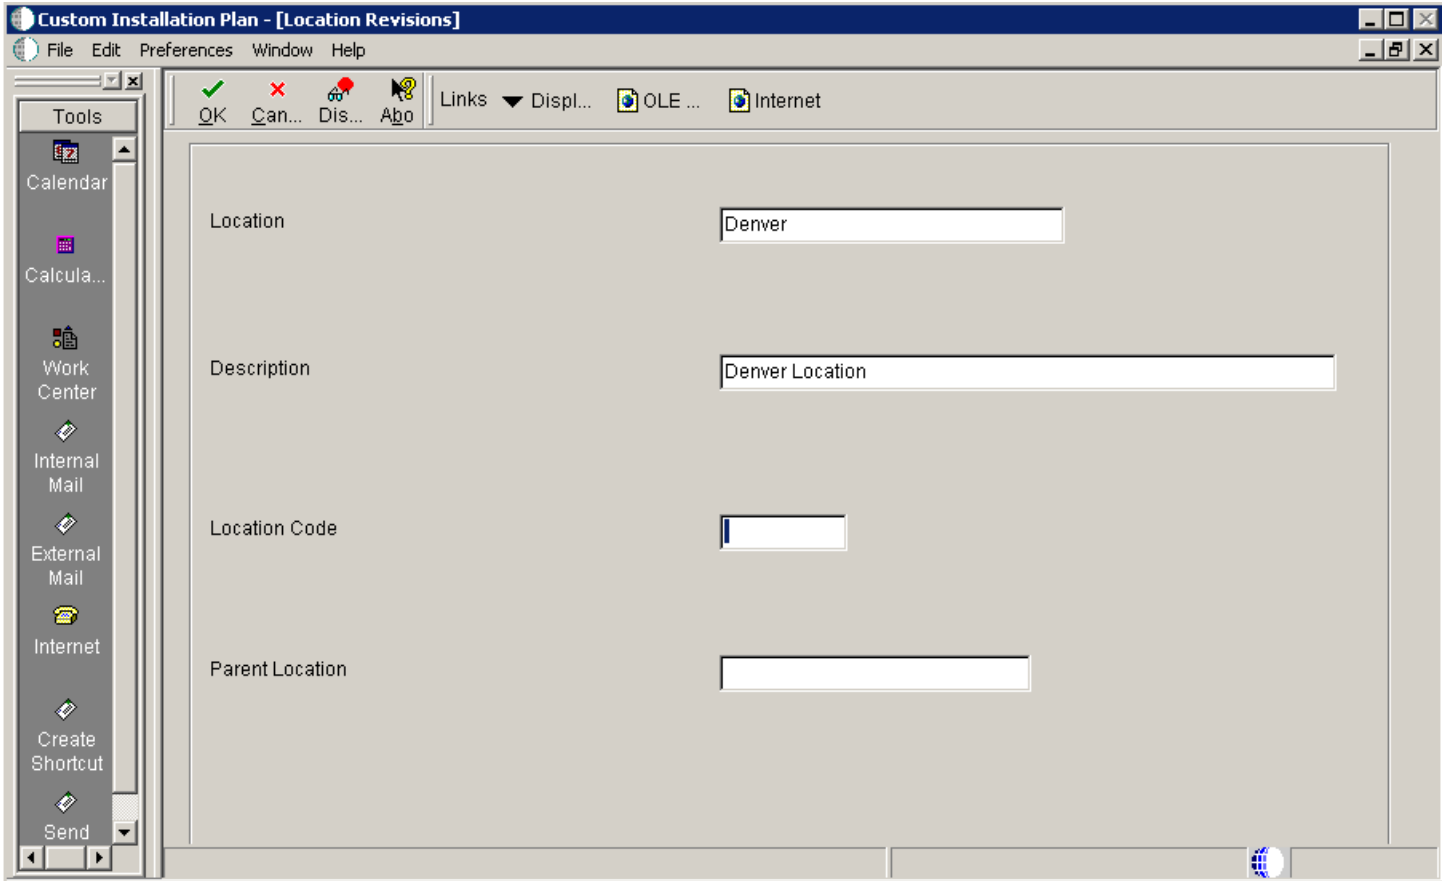 Custom Installation Plan - [Location Revisions]
File Edit Preferences Window Help
OK Can... Dis... Abo Links Displ... OLE ... Internet
Tools
Calendar
Calcula...
Work
Center
Internal
Mail
External
Mail
Internet
Create
Shortcut
Send
Location Denver
Description Denver Location
Location Code
Parent Location